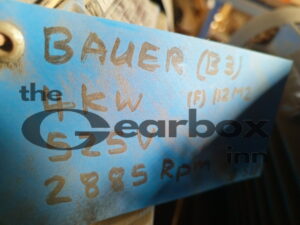 BAUER (B3)
4KW (F) 112M2
525V
2885 Rpm
the Gearbox inn